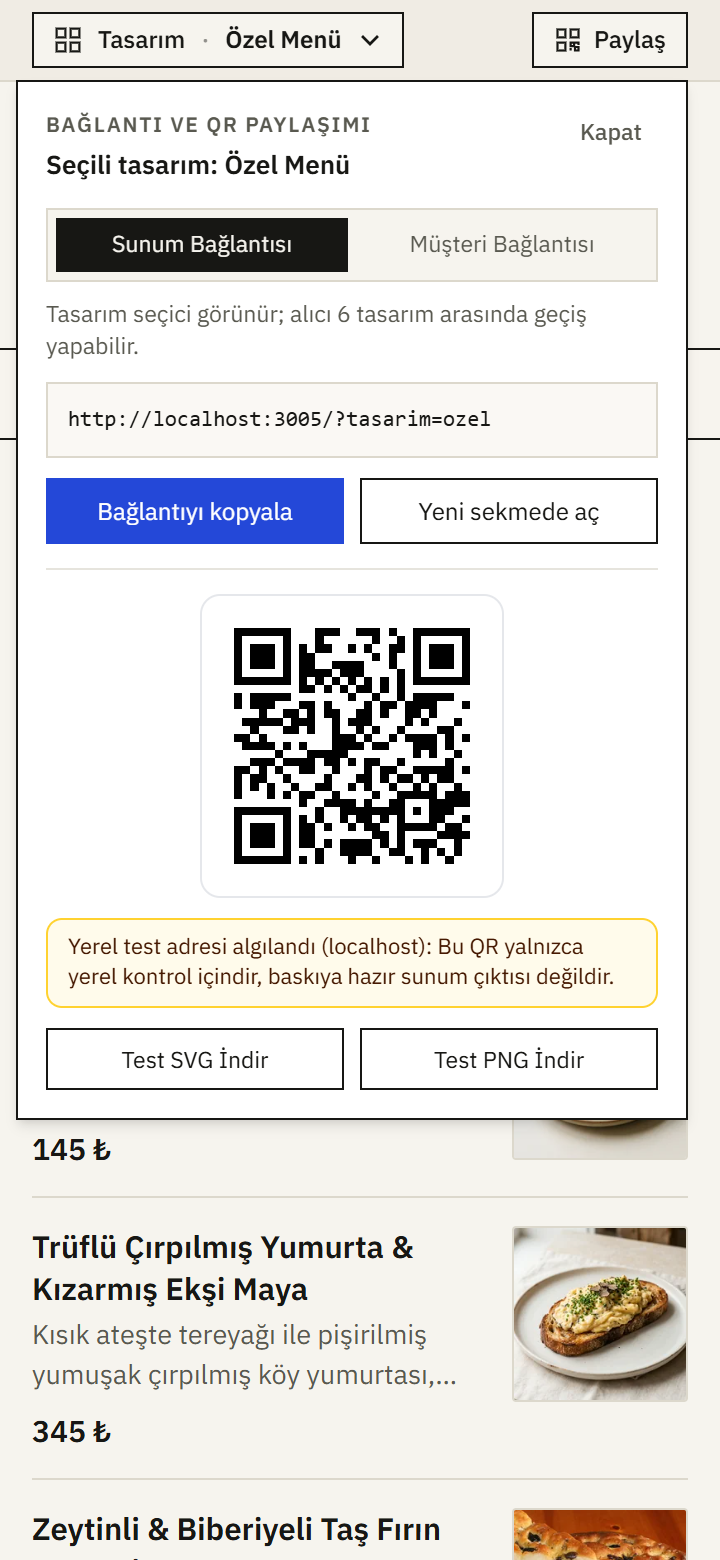 Tasarım · Özel Menü
Paylaş
BAĞLANTI VE QR PAYLAŞIMI
Kapat
Seçili tasarım: Özel Menü
Sunum Bağlantısı
Müşteri Bağlantısı
Tasarım seçici görünür; alıcı 6 tasarım arasında geçiş
yapabilir.
http://localhost:3005/?tasarim=ozel
Bağlantıyı kopyala
Yeni sekmede aç
Yerel test adresi algılandı (localhost): Bu QR yalnızca
yerel kontrol içindir, baskıya hazır sunum çıktısı değildir.
Test SVG İndir
Test PNG İndir
145 ₺
Trüflü Çırpılmış Yumurta &
Kızarmış Ekşi Maya
Kısık ateşte tereyağı ile pişirilmiş
yumuşak çırpılmış köy yumurtası,...
345 ₺
Zeytinli & Biberiyeli Taş Fırın